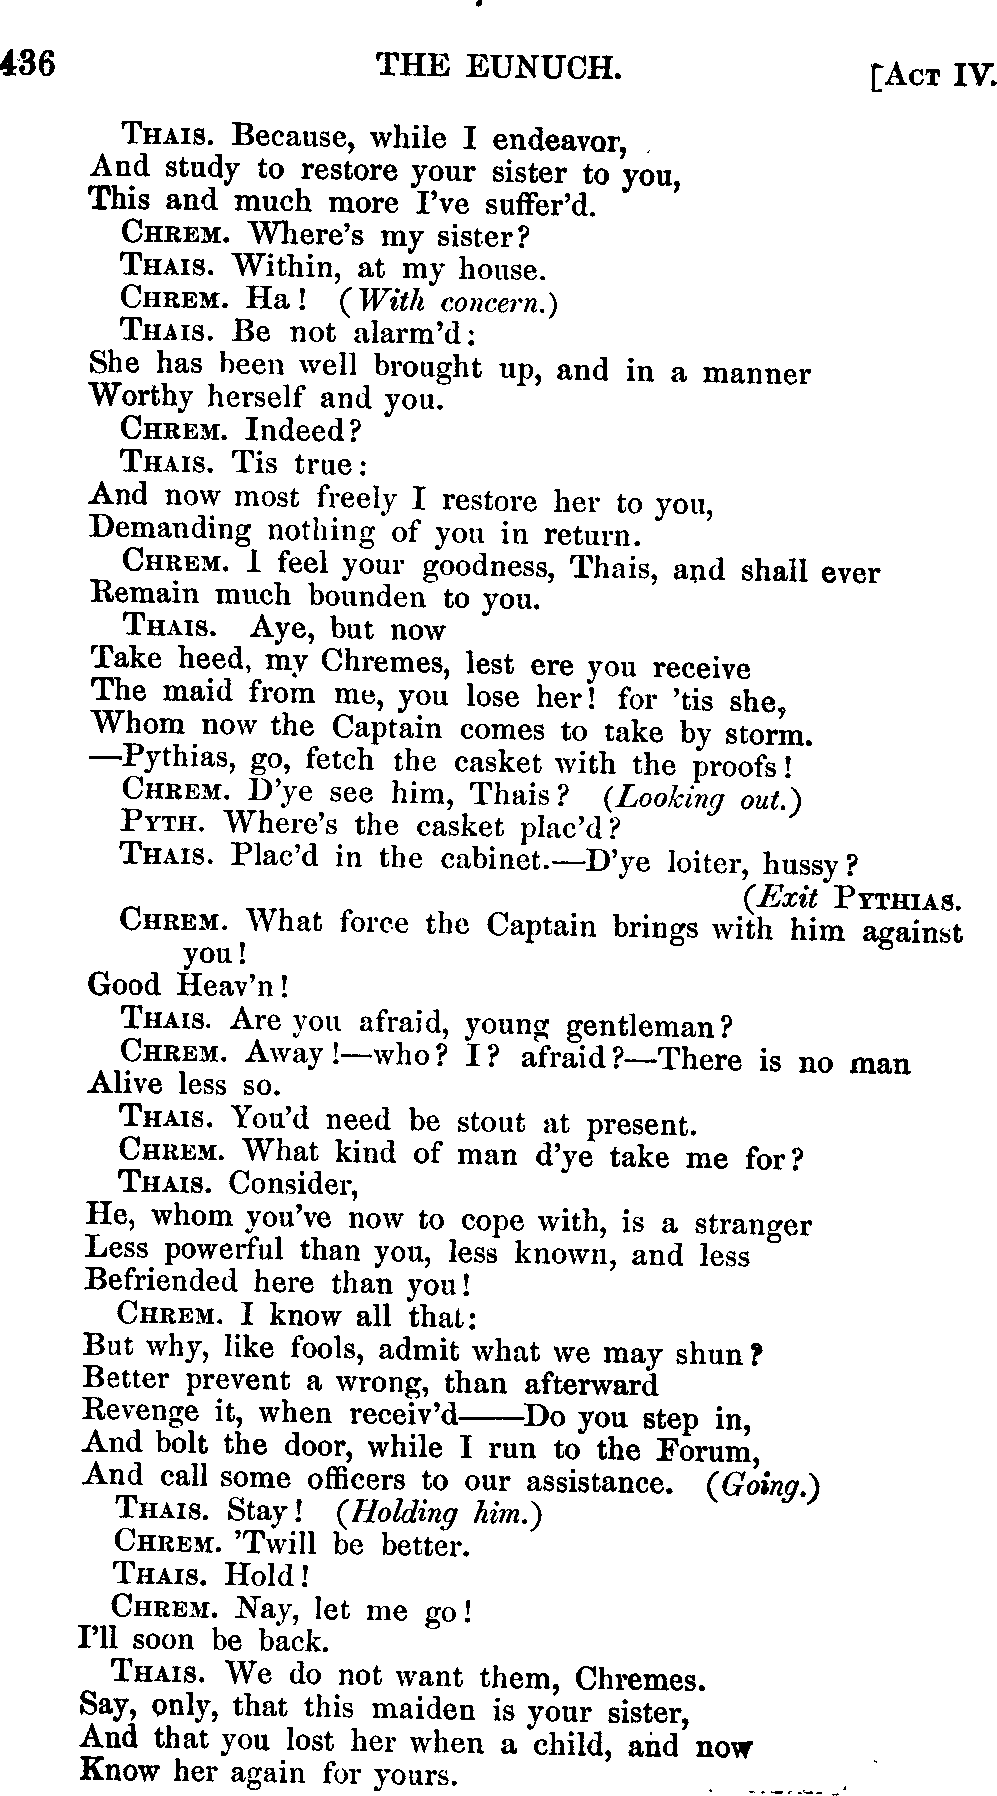 436 THE EUNUCH. [ACT IV.
THAIS. Because, while I endeavor,
And study to restore your sister to you,
This and much more I've suffer'd.
CHREM. Where's my sister?
THAIS. Within, at my house.
CHREM. Ha! (With concern.)
THAIS. Be not alarm'd:
She has been well brought up, and in a manner
Worthy herself and you.
CHREM. Indeed?
THAIS. Tis true:
And now most freely I restore her to you,
Demanding nothing of you in return.
CHREM. I feel your goodness, Thais, and shall ever
Remain much bounden to you.
THAIS. Aye, but now
Take heed, my Chremes, lest ere you receive
The maid from me, you lose her! for 'tis she,
Whom now the Captain comes to take by storm.
—Pythias, go, fetch the casket with the proofs!
CHREM. D'ye see him, Thais? (Looking out.)
PYTH. Where's the casket plac'd?
THAIS. Plac'd in the cabinet.—D'ye loiter, hussy?
(Exit PYTHIAS.
CHREM. What force the Captain brings with him against
you!
Good Heav'n!
THAIS. Are you afraid, young gentleman?
CHREM. Away!—who? I? afraid?—There is no man
Alive less so.
THAIS. You'd need be stout at present.
CHREM. What kind of man d'ye take me for?
THAIS. Consider,
He, whom you've now to cope with, is a stranger
Less powerful than you, less known, and less
Befriended here than you!
CHREM. I know all that:
But why, like fools, admit what we may shun?
Better prevent a wrong, than afterward
Revenge it, when receiv'd——Do you step in,
And bolt the door, while I run to the Forum,
And call some officers to our assistance. (Going.)
THAIS. Stay! (Holding him.)
CHREM. 'Twill be better.
THAIS. Hold!
CHREM. Nay, let me go!
I'll soon be back.
THAIS. We do not want them, Chremes.
Say, only, that this maiden is your sister,
And that you lost her when a child, and now
Know her again for yours.